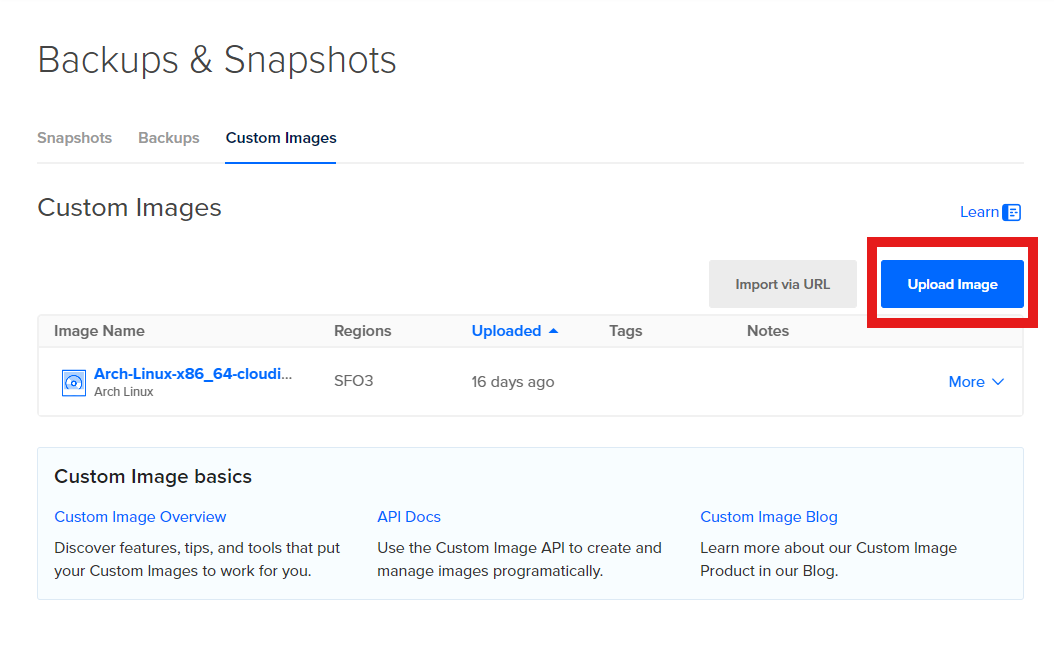 Backups & Snapshots
Snapshots Backups Custom Images
Custom Images
Learn
Import via URL Upload Image
Image Name Regions Uploaded Tags Notes
Arch-Linux-x86_64-cloudi...
Arch Linux
SFO3 16 days ago More
Custom Image basics
Custom Image Overview
Discover features, tips, and tools that put
your Custom Images to work for you.
API Docs
Use the Custom Image API to create and
manage images programatically.
Custom Image Blog
Learn more about our Custom Image
Product in our Blog.